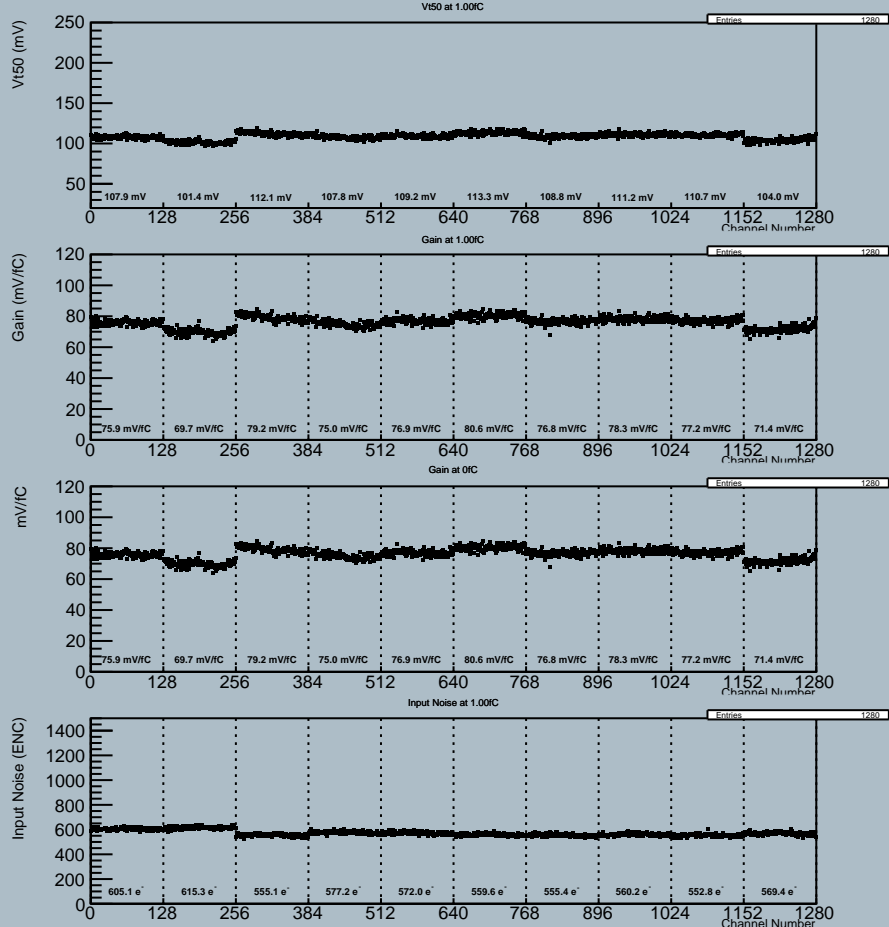 Vt50 at 1.00fC
Entries 1280
Vt50 (mV)
250
200
150
100
50
107.9 mV 101.4 mV 112.1 mV 107.8 mV 109.2 mV 113.3 mV 108.8 mV 111.2 mV 110.7 mV 104.0 mV
0 128 256 384 512 640 768 896 1024 1152 1280
Channel Number
Gain at 1.00fC
Entries 1280
Gain (mV/fC)
120
100
80
60
40
20
0
75.9 mV/fC 69.7 mV/fC 79.2 mV/fC 75.0 mV/fC 76.9 mV/fC 80.6 mV/fC 76.8 mV/fC 78.3 mV/fC 77.2 mV/fC 71.4 mV/fC
0 128 256 384 512 640 768 896 1024 1152 1280
Channel Number
Gain at 0fC
Entries 1280
mV/fC
120
100
80
60
40
20
0
75.9 mV/fC 69.7 mV/fC 79.2 mV/fC 75.0 mV/fC 76.9 mV/fC 80.6 mV/fC 76.8 mV/fC 78.3 mV/fC 77.2 mV/fC 71.4 mV/fC
0 128 256 384 512 640 768 896 1024 1152 1280
Channel Number
Input Noise at 1.00fC
Entries 1280
Input Noise (ENC)
1400
1200
1000
800
600
400
200
0
605.1 e⁻ 615.3 e⁻ 555.1 e⁻ 577.2 e⁻ 572.0 e⁻ 559.6 e⁻ 555.4 e⁻ 560.2 e⁻ 552.8 e⁻ 569.4 e⁻
0 128 256 384 512 640 768 896 1024 1152 1280
Channel Number